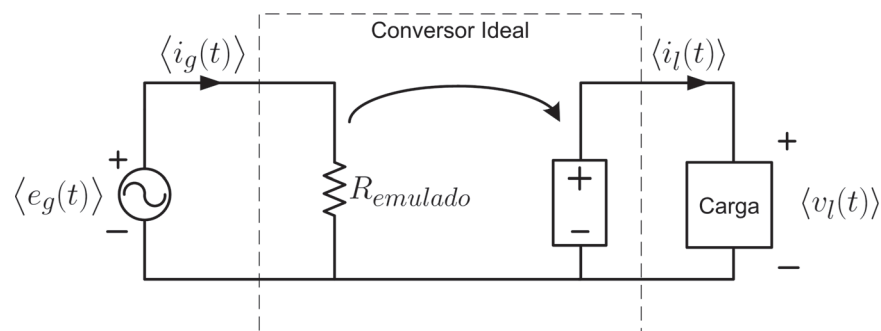 Conversor Ideal
⟨i_g(t)⟩
⟨i_l(t)⟩
+
⟨e_g(t)⟩
−
R_emulado
+
−
Carga
+
⟨v_l(t)⟩
−